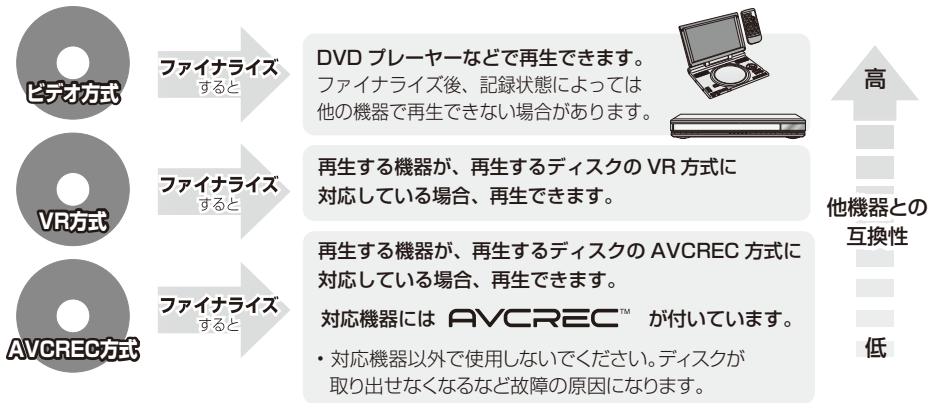 ビデオ方式
ファイナライズ
すると
DVD プレーヤーなどで再生できます。
ファイナライズ後、記録状態によっては
他の機器で再生できない場合があります。
VR方式
ファイナライズ
すると
再生する機器が、再生するディスクの VR 方式に
対応している場合、再生できます。
AVCREC方式
ファイナライズ
すると
再生する機器が、再生するディスクの AVCREC 方式に
対応している場合、再生できます。
対応機器には AVCREC™ が付いています。
・対応機器以外で使用しないでください。ディスクが
取り出せなくなるなど故障の原因になります。
高
他機器との
互換性
低